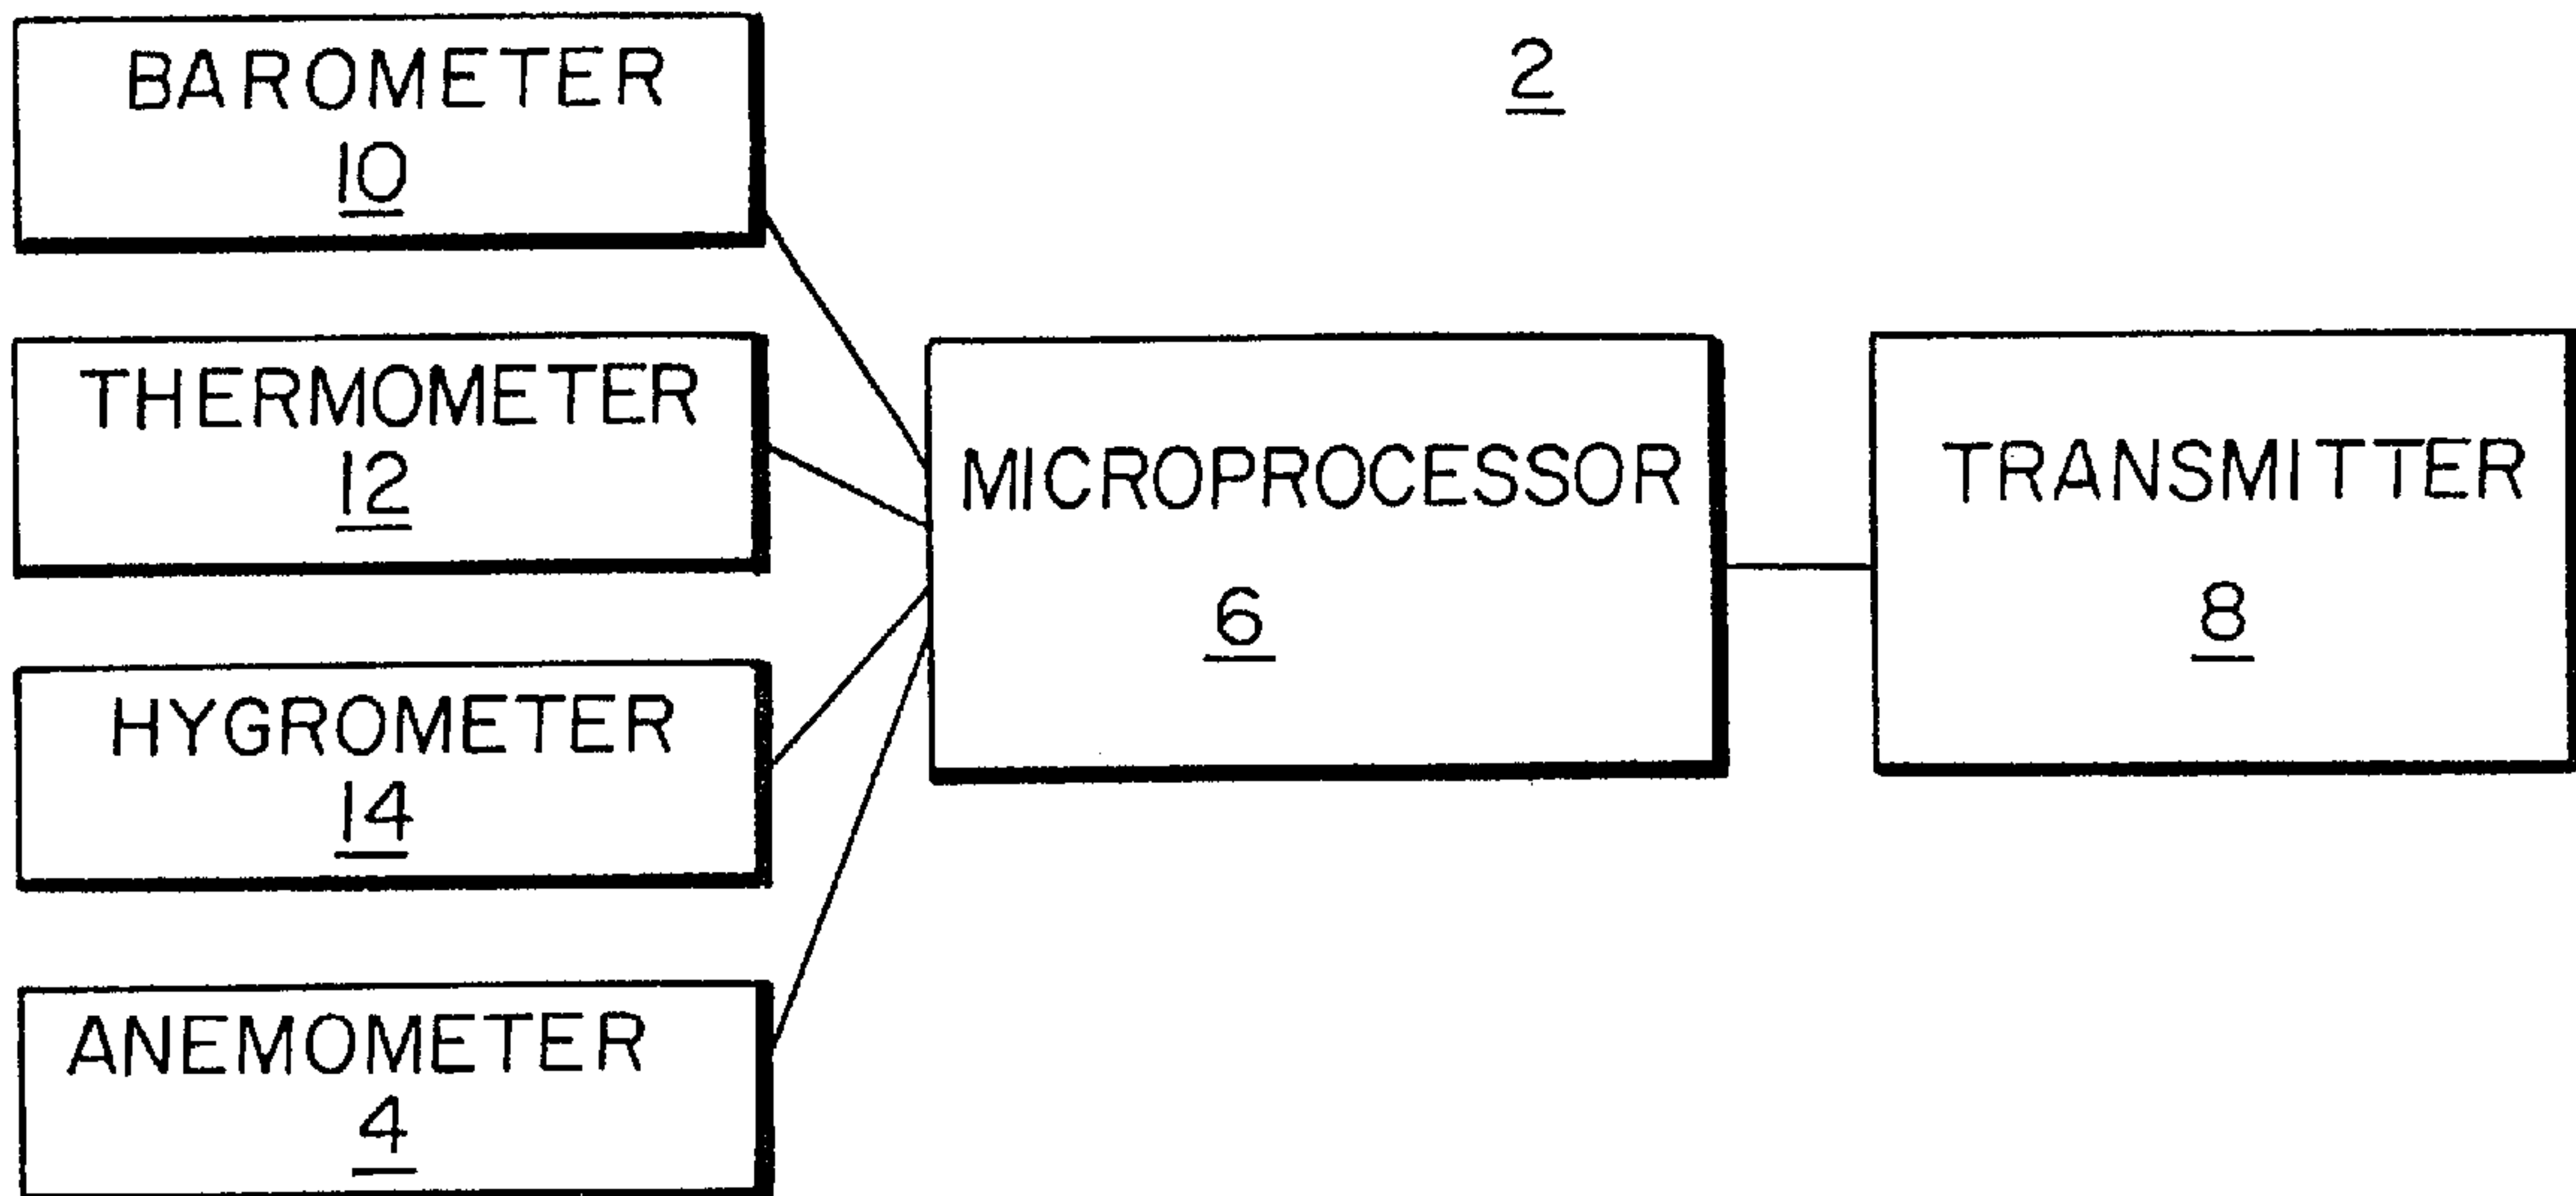 BAROMETER
10
2
THERMOMETER
12
HYGROMETER
14
ANEMOMETER
4
MICROPROCESSOR
6
TRANSMITTER
8